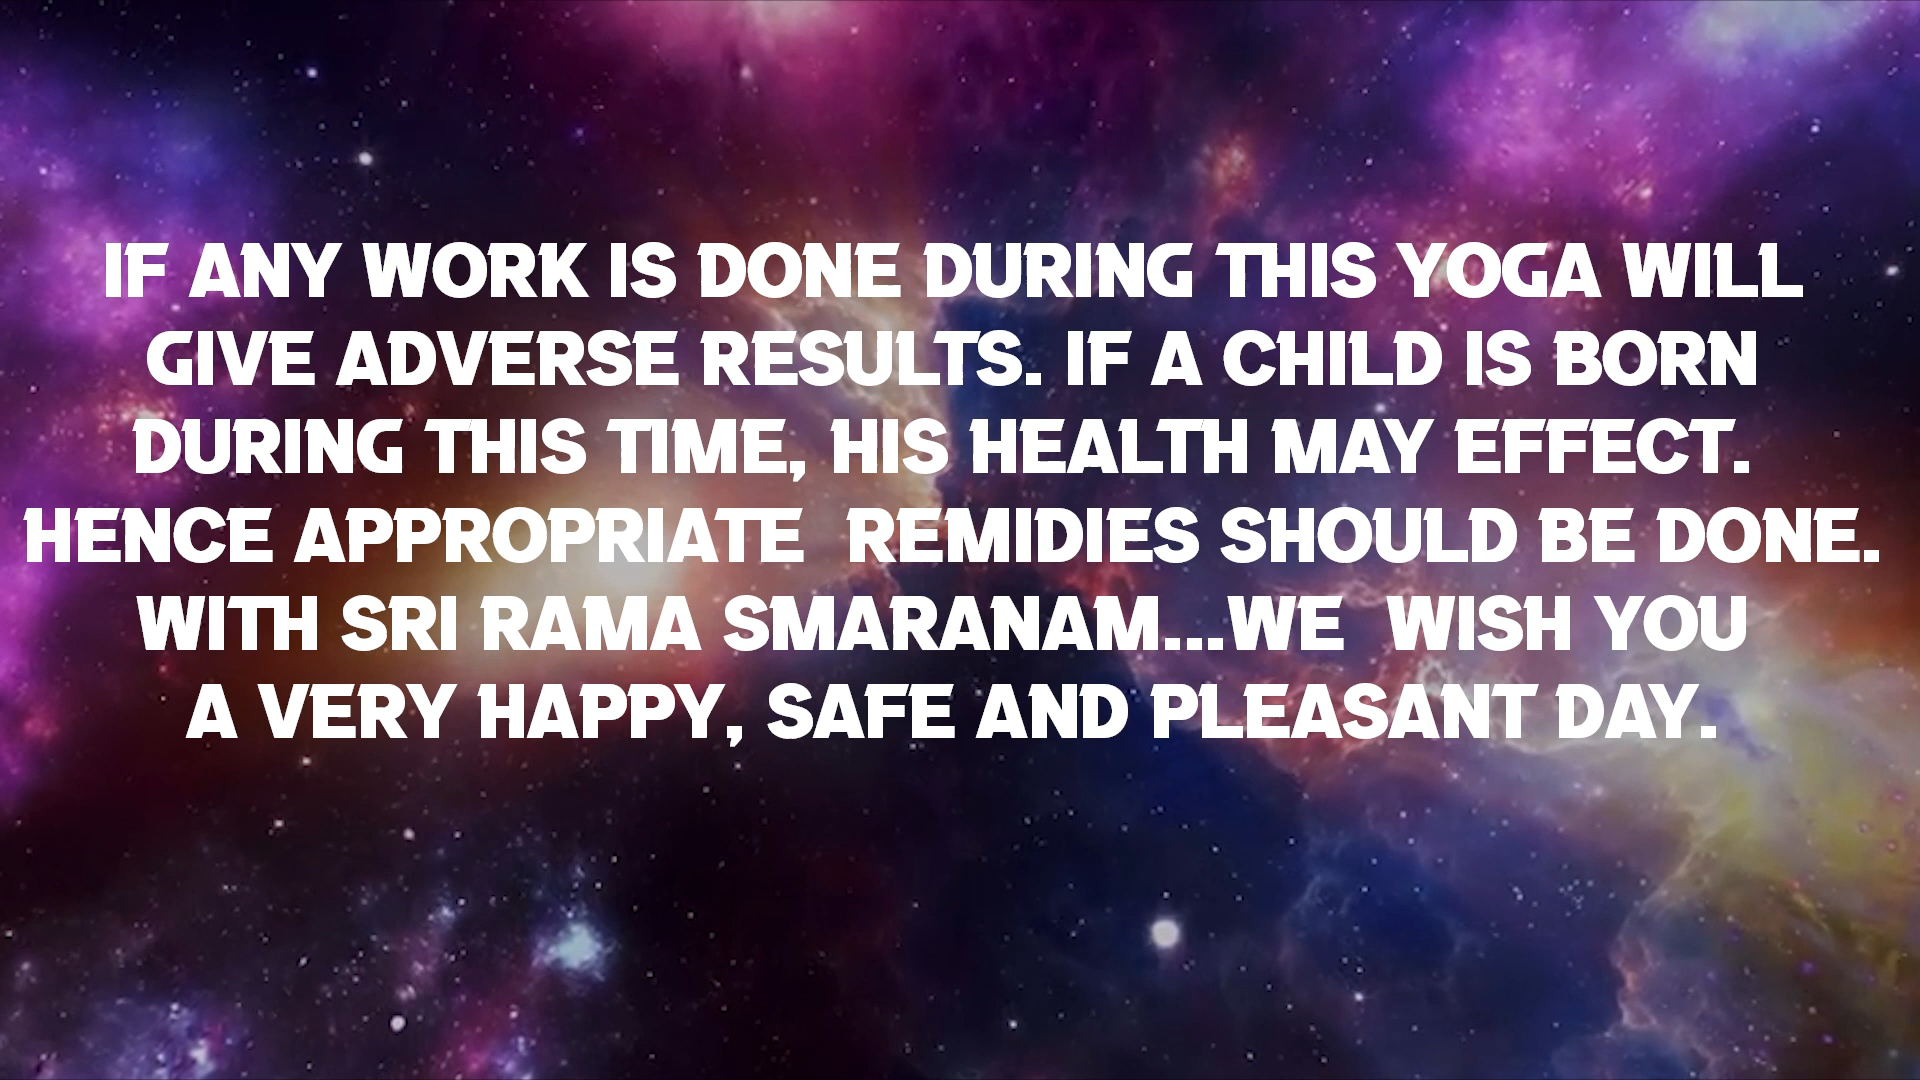 IF ANY WORK IS DONE DURING THIS YOGA WILL
GIVE ADVERSE RESULTS. IF A CHILD IS BORN
DURING THIS TIME, HIS HEALTH MAY EFFECT.
HENCE APPROPRIATE  REMIDIES SHOULD BE DONE.
WITH SRI RAMA SMARANAM...WE  WISH YOU
A VERY HAPPY, SAFE AND PLEASANT DAY.